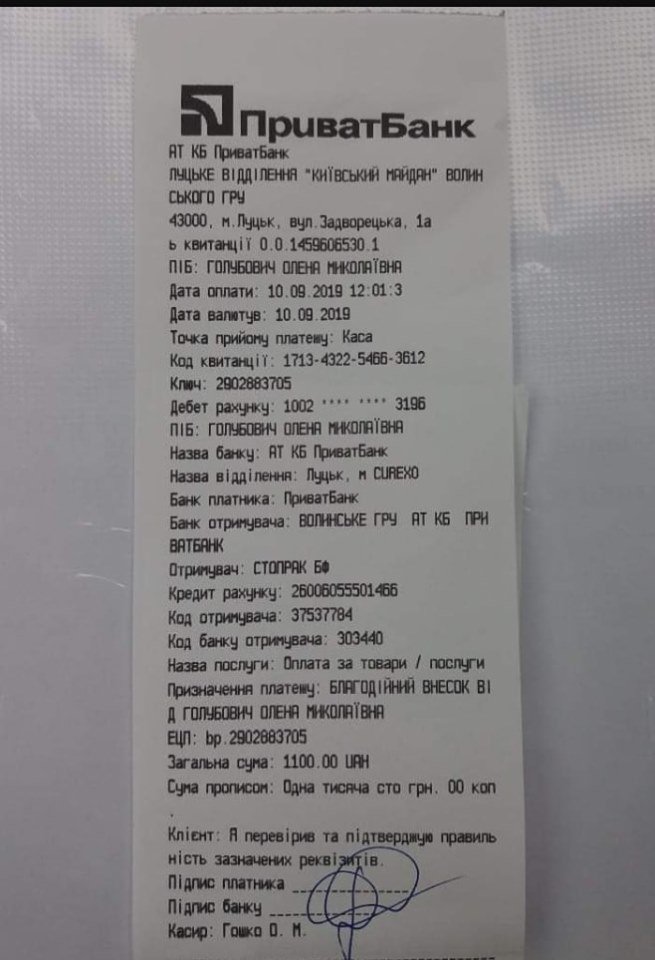 ПриватБанк
АТ КБ ПриватБанк
ЛУЦЬКЕ ВІДДІЛЕННЯ "КИЇВСЬКИЙ МАЙДАН" ВОЛИН
СЬКОГО ГРУ
43000, м.Луцьк, вул.Задворецька, 1а
ь квитанції 0.0.1459606530.1
ПІБ: ГОЛУБОВИЧ ОЛЕНА МИКОЛАЇВНА
Дата оплати: 10.09.2019 12:01:3
Дата валютув: 10.09.2019
Точка прийому платежу: Каса
Код квитанції: 1713-4322-5466-3612
Ключ: 2902883705
Дебет рахунку: 1002 **** **** 3196
ПІБ: ГОЛУБОВИЧ ОЛЕНА МИКОЛАЇВНА
Назва банку: АТ КБ ПриватБанк
Назва відділення: Луцьк, м CUREXO
Банк платника: ПриватБанк
Банк отримувача: ВОЛИНСЬКЕ ГРУ АТ КБ ПРИ
ВАТБАНК
Отримувач: СТОПРАК БФ
Кредит рахунку: 26006055501466
Код отримувача: 37537784
Код банку отримувача: 303440
Назва послуги: Оплата за товари / послуги
Призначення платежу: БЛАГОДІЙНИЙ ВНЕСОК ВІ
Д ГОЛУБОВИЧ ОЛЕНА МИКОЛАЇВНА
ЕЦП: bp.2902883705
Загальна сума: 1100.00 UAH
Сума прописом: Одна тисяча сто грн. 00 коп
.
Клієнт: Я перевірив та підтверджую правиль
ність зазначених реквізитів.
Підпис платника ____________
Підпис банку ____________
Касир: Гошко О. М.